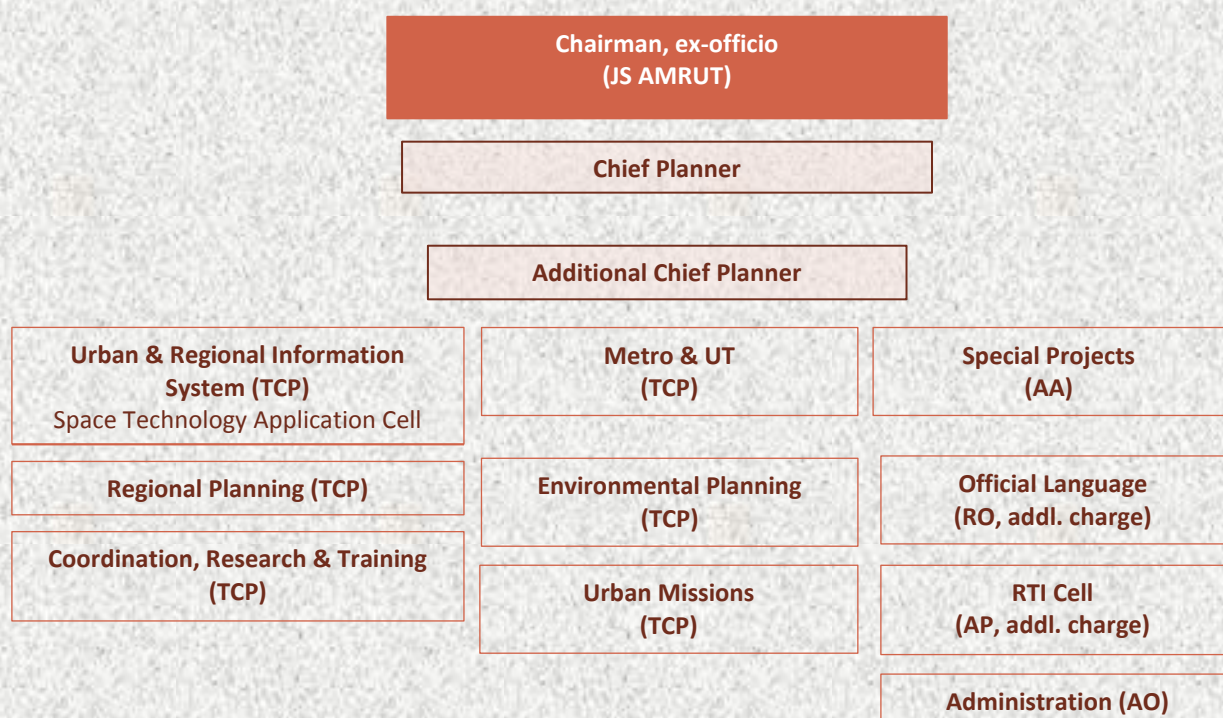 Chairman, ex-officio
(JS AMRUT)
Chief Planner
Additional Chief Planner
Urban & Regional Information
System (TCP)
Space Technology Application Cell
Regional Planning (TCP)
Coordination, Research & Training
(TCP)
Metro & UT
(TCP)
Environmental Planning
(TCP)
Urban Missions
(TCP)
Special Projects
(AA)
Official Language
(RO, addl. charge)
RTI Cell
(AP, addl. charge)
Administration (AO)